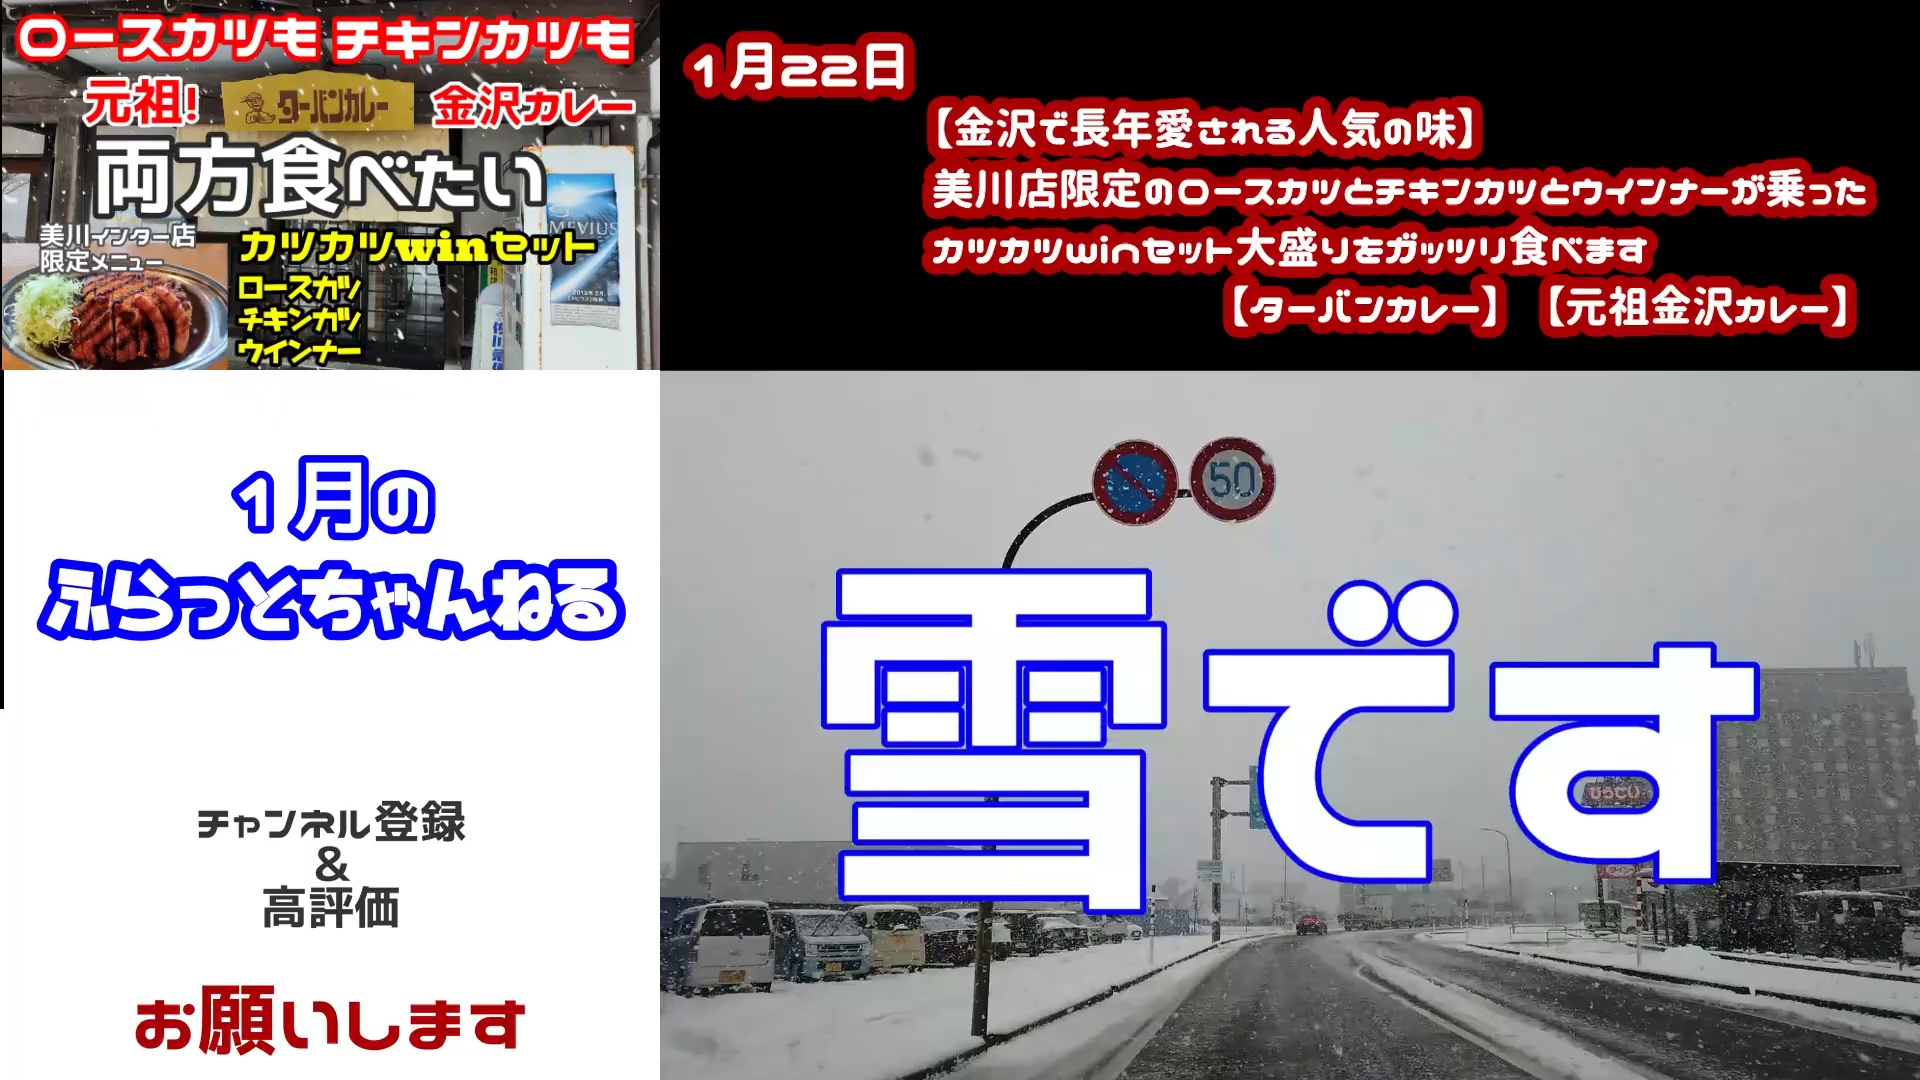 ロースカツも チキンカツも
元祖! ターバンカレー 金沢カレー
両方食べたい
美川インター店
限定メニュー
カツカツwinセット
ロースカツ
チキンカツ
ウインナー
MEVIUS
1月22日
【金沢で長年愛される人気の味】
美川店限定のロースカツとチキンカツとウインナーが乗った
カツカツwinセット大盛りをガッツリ食べます
【ターバンカレー】 【元祖金沢カレー】
1月の
ふらっとちゃんねる
チャンネル登録
&
高評価
お願いします
50
雪です